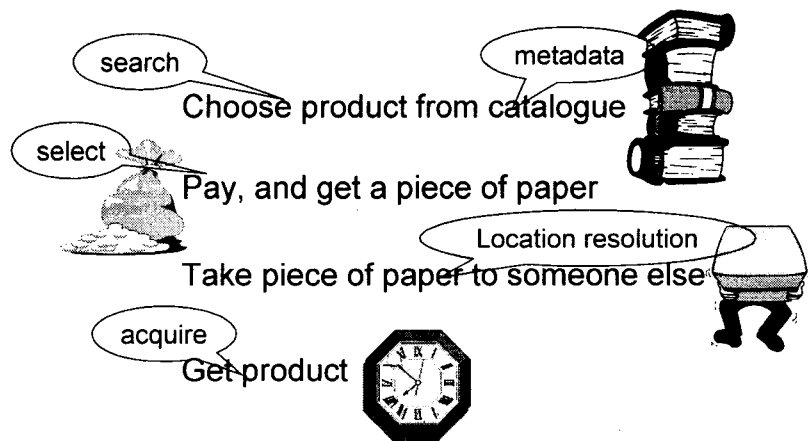 search
metadata
Choose product from catalogue
select
Pay, and get a piece of paper
Location resolution
Take piece of paper to someone else
acquire
Get product